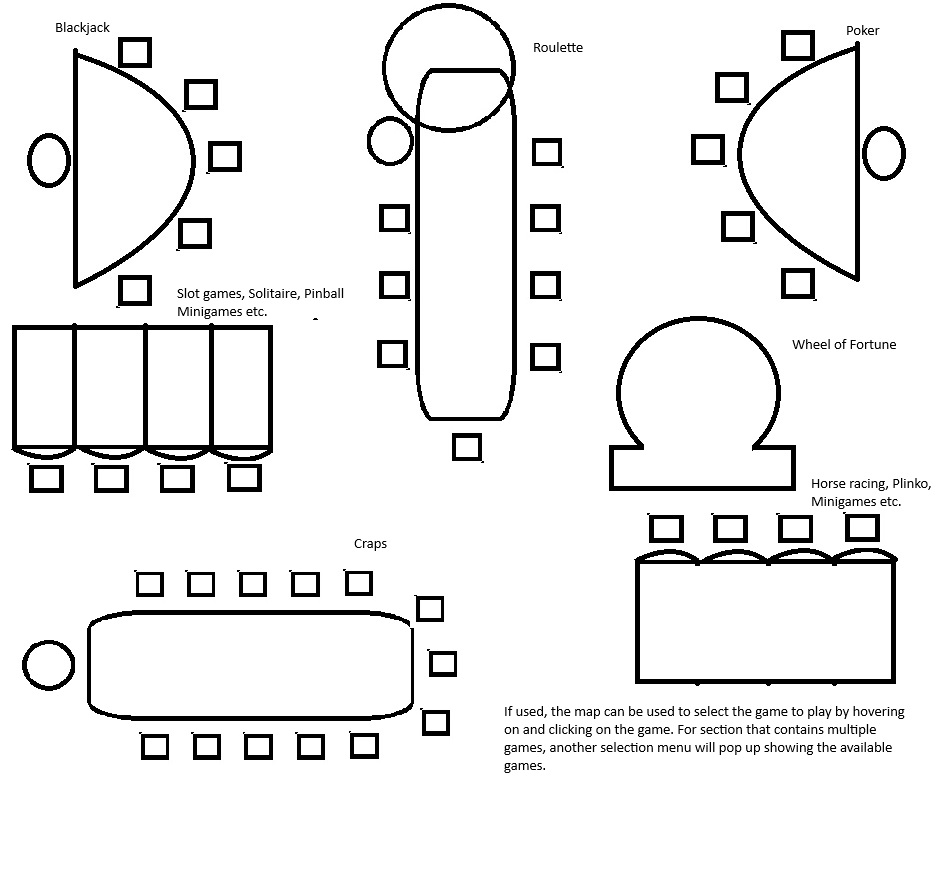 Blackjack
Roulette
Poker
Slot games, Solitaire, Pinball
Minigames etc.
Wheel of Fortune
Horse racing, Plinko,
Minigames etc.
Craps
If used, the map can be used to select the game to play by hovering
on and clicking on the game. For section that contains multiple
games, another selection menu will pop up showing the available
games.